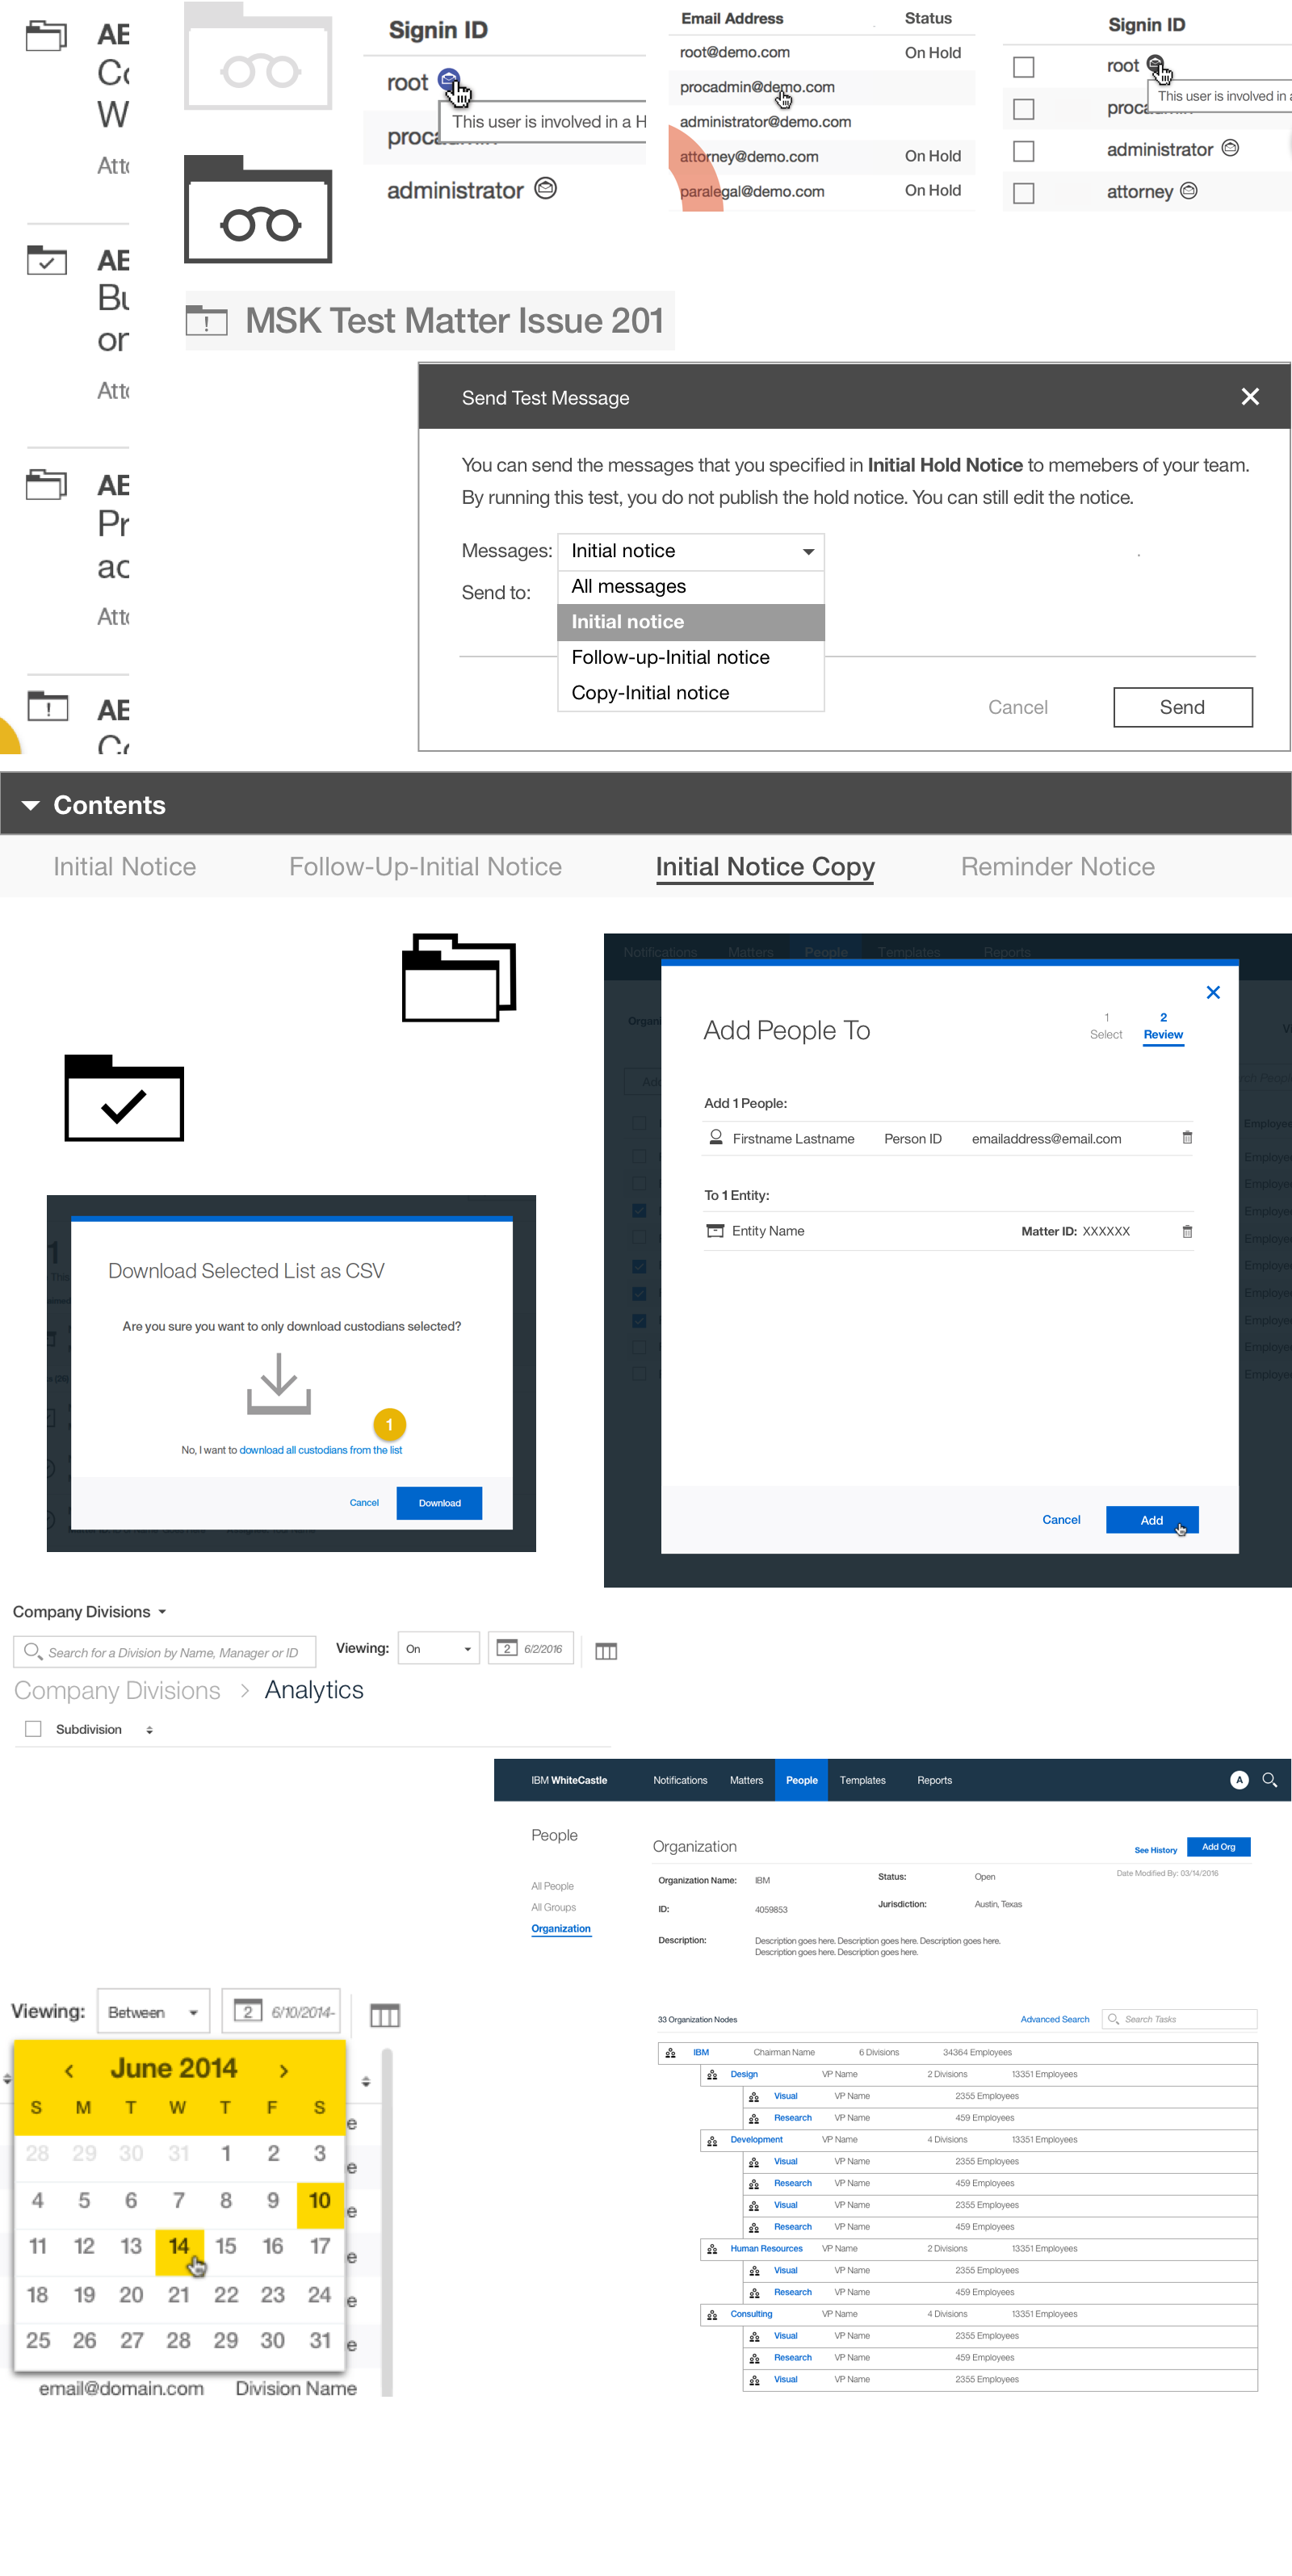 Signin ID
root
This user is involved in a H
administrator
Email Address Status
root@demo.com On Hold
procadmin@demo.com
administrator@demo.com
attorney@demo.com On Hold
paralegal@demo.com On Hold
Signin ID
root
This user is involved in
administrator
attorney
AE
Co
W
Atto
AE
Bu
or
Atto
AE
Pr
ac
Atto
AE
Co
MSK Test Matter Issue 201
Send Test Message
You can send the messages that you specified in Initial Hold Notice to memebers of your team.
By running this test, you do not publish the hold notice. You can still edit the notice.
Messages: Initial notice
All messages
Send to:
Initial notice
Follow-up-Initial notice
Copy-Initial notice
Cancel Send
Contents
Initial Notice Follow-Up-Initial Notice Initial Notice Copy Reminder Notice
Notifications Matters People Templates Reports
Add People To
1 Select
2 Review
Add 1 People:
Firstname Lastname Person ID emailaddress@email.com
To 1 Entity:
Entity Name Matter ID: XXXXXX
Cancel Add
Download Selected List as CSV
Are you sure you want to only download custodians selected?
1
No, I want to download all custodians from the list
Cancel Download
Company Divisions
Search for a Division by Name, Manager or ID
Viewing: On 2 6/2/2016
Company Divisions > Analytics
Subdivision
IBM WhiteCastle Notifications Matters People Templates Reports A
People
All People
All Groups
Organization
Organization See History Add Org
Date Modified By: 03/14/2016
Organization Name: IBM Status: Open
ID: 4059853 Jurisdiction: Austin, Texas
Description: Description goes here. Description goes here. Description goes here.
Description goes here. Description goes here.
33 Organization Nodes Advanced Search Search Tasks
IBM Chairman Name 6 Divisions 34364 Employees
Design VP Name 2 Divisions 13351 Employees
Visual VP Name 2355 Employees
Research VP Name 459 Employees
Development VP Name 4 Divisions 13351 Employees
Visual VP Name 2355 Employees
Research VP Name 459 Employees
Visual VP Name 2355 Employees
Research VP Name 459 Employees
Human Resources VP Name 2 Divisions 13351 Employees
Visual VP Name 2355 Employees
Research VP Name 459 Employees
Consulting VP Name 4 Divisions 13351 Employees
Visual VP Name 2355 Employees
Research VP Name 459 Employees
Visual VP Name 2355 Employees
Viewing: Between 2 6/10/2014-
< June 2014 >
S M T W T F S
28 29 30 31 1 2 3
4 5 6 7 8 9 10
11 12 13 14 15 16 17
18 19 20 21 22 23 24
25 26 27 28 29 30 31
email@domain.com Division Name